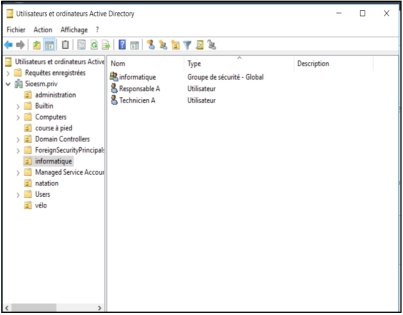 Utilisateurs et ordinateurs Active Directory
Fichier Action Affichage ?
Utilisateurs et ordinateurs Active
Requêtes enregistrées
Sioesm.priv
administration
Builtin
Computers
course à pied
Domain Controllers
ForeignSecurityPrincipals
informatique
Managed Service Accour
natation
Users
vélo
Nom Type Description
informatique Groupe de sécurité - Global
Responsable A Utilisateur
Technicien A Utilisateur